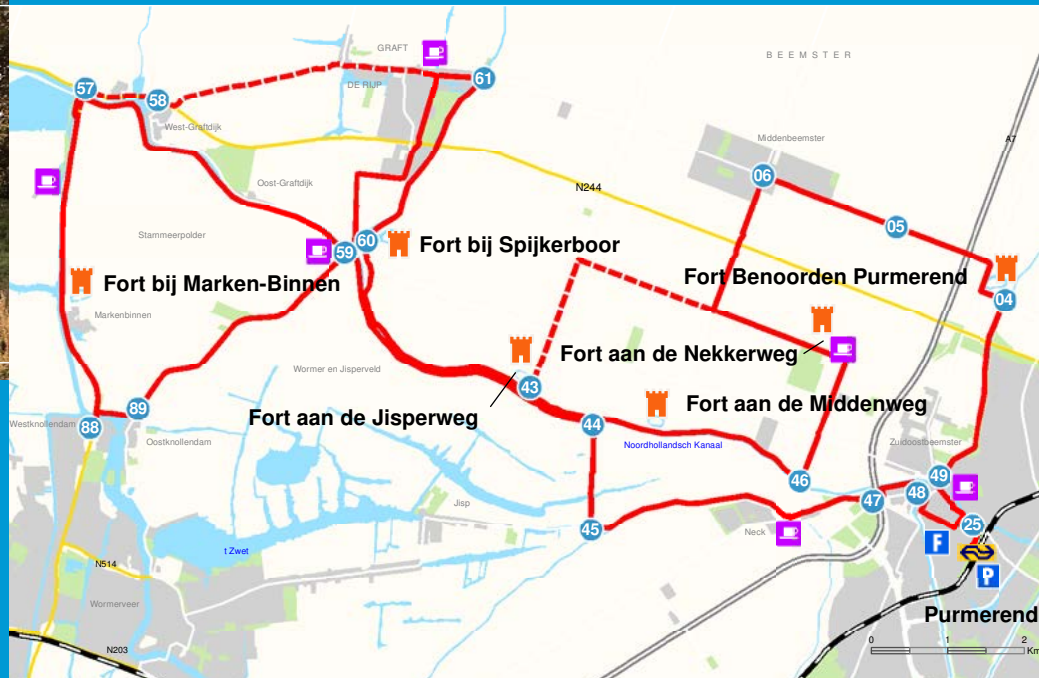 GRAFT
BEEMSTER
61
57
58
DE RIJP
West-Graftdijk
Middenbeemster
A7
06
Oost-Graftdijk
N244
05
Stammeerpolder
59
60
Fort bij Spijkerboor
Fort bij Marken-Binnen
Fort Benoorden Purmerend
04
Markenbinnen
Fort aan de Nekkerweg
Wormer en Jisperveld
43
Fort aan de Jisperweg
Fort aan de Middenweg
89
88
Westknollendam
Oostknollendam
44
Noordhollandsch Kanaal
Zuidoostbeemster
46
49
48
47
Jisp
45
Neck
25
F
P
t Zwet
N514
Wormerveer
N203
Purmerend
0 1 2
Km